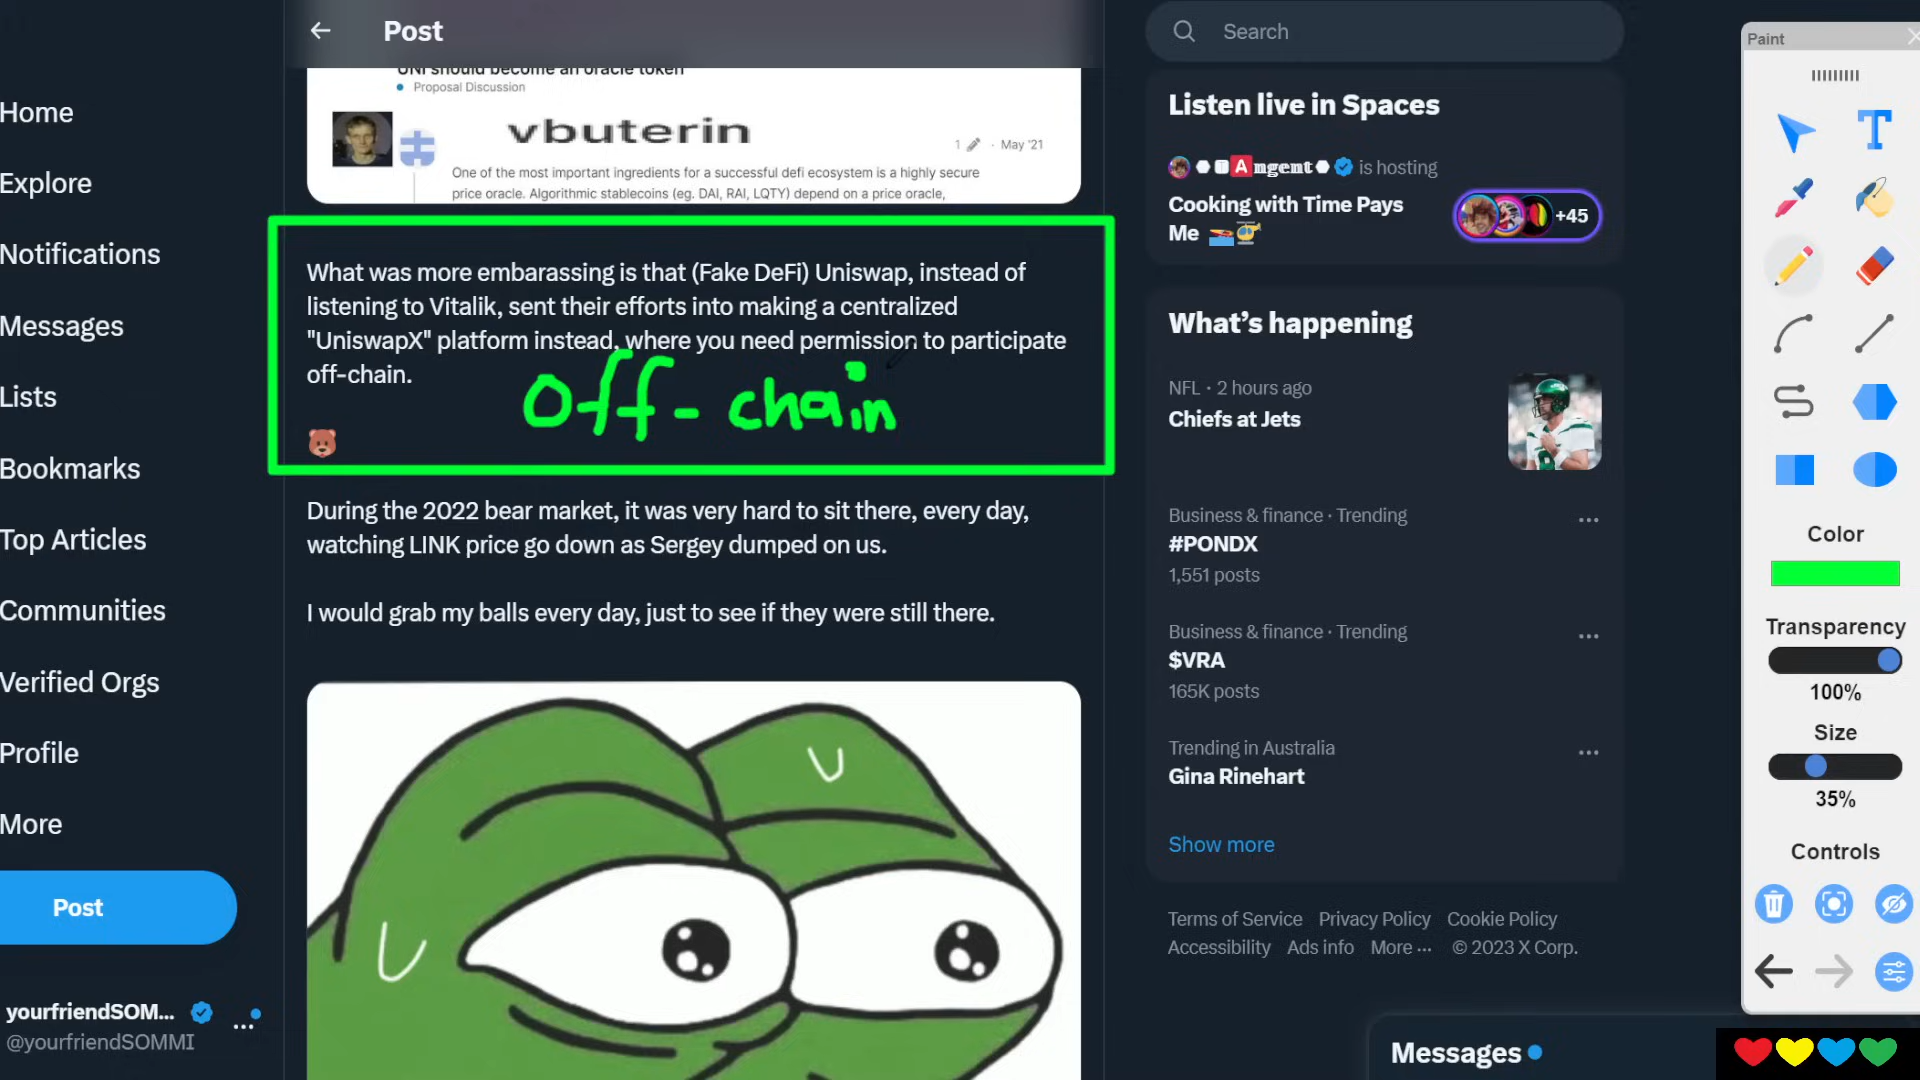 Post
Search
Paint
UNI should become an oracle token
Proposal Discussion
vbuterin
1 · May '21
One of the most important ingredients for a successful defi ecosystem is a highly secure
price oracle. Algorithmic stablecoins (eg. DAI, RAI, LQTY) depend on a price oracle,
What was more embarassing is that (Fake DeFi) Uniswap, instead of
listening to Vitalik, sent their efforts into making a centralized
"UniswapX" platform instead, where you need permission to participate
off-chain.
off-chain
During the 2022 bear market, it was very hard to sit there, every day,
watching LINK price go down as Sergey dumped on us.
I would grab my balls every day, just to see if they were still there.
Home
Explore
Notifications
Messages
Lists
Bookmarks
Top Articles
Communities
Verified Orgs
Profile
More
Post
yourfriendSOM...
@yourfriendSOMMI
Listen live in Spaces
Angent is hosting
Cooking with Time Pays
Me
+45
What's happening
NFL · 2 hours ago
Chiefs at Jets
Business & finance · Trending
#PONDX
1,551 posts
Business & finance · Trending
$VRA
165K posts
Trending in Australia
Gina Rinehart
Show more
Terms of Service Privacy Policy Cookie Policy
Accessibility Ads info More ... © 2023 X Corp.
Messages
T
Color
Transparency
100%
Size
35%
Controls